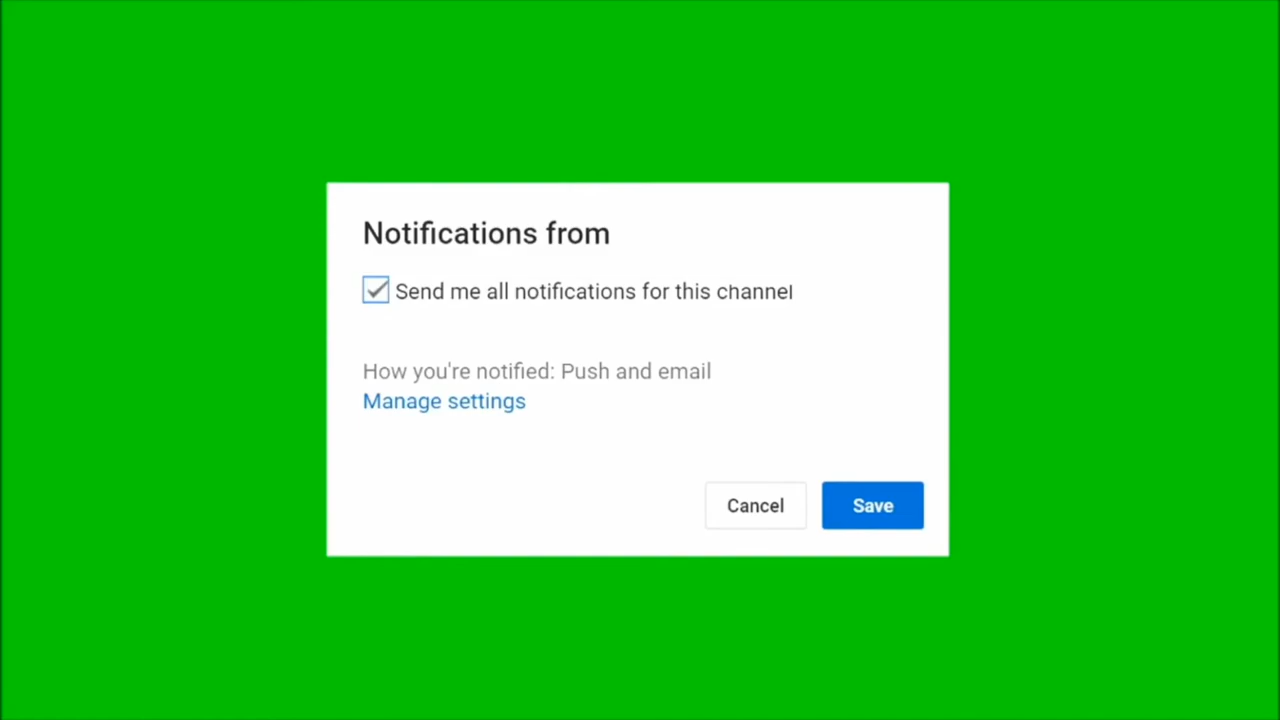 Notifications from
Send me all notifications for this channel
How you're notified: Push and email
Manage settings
Cancel Save